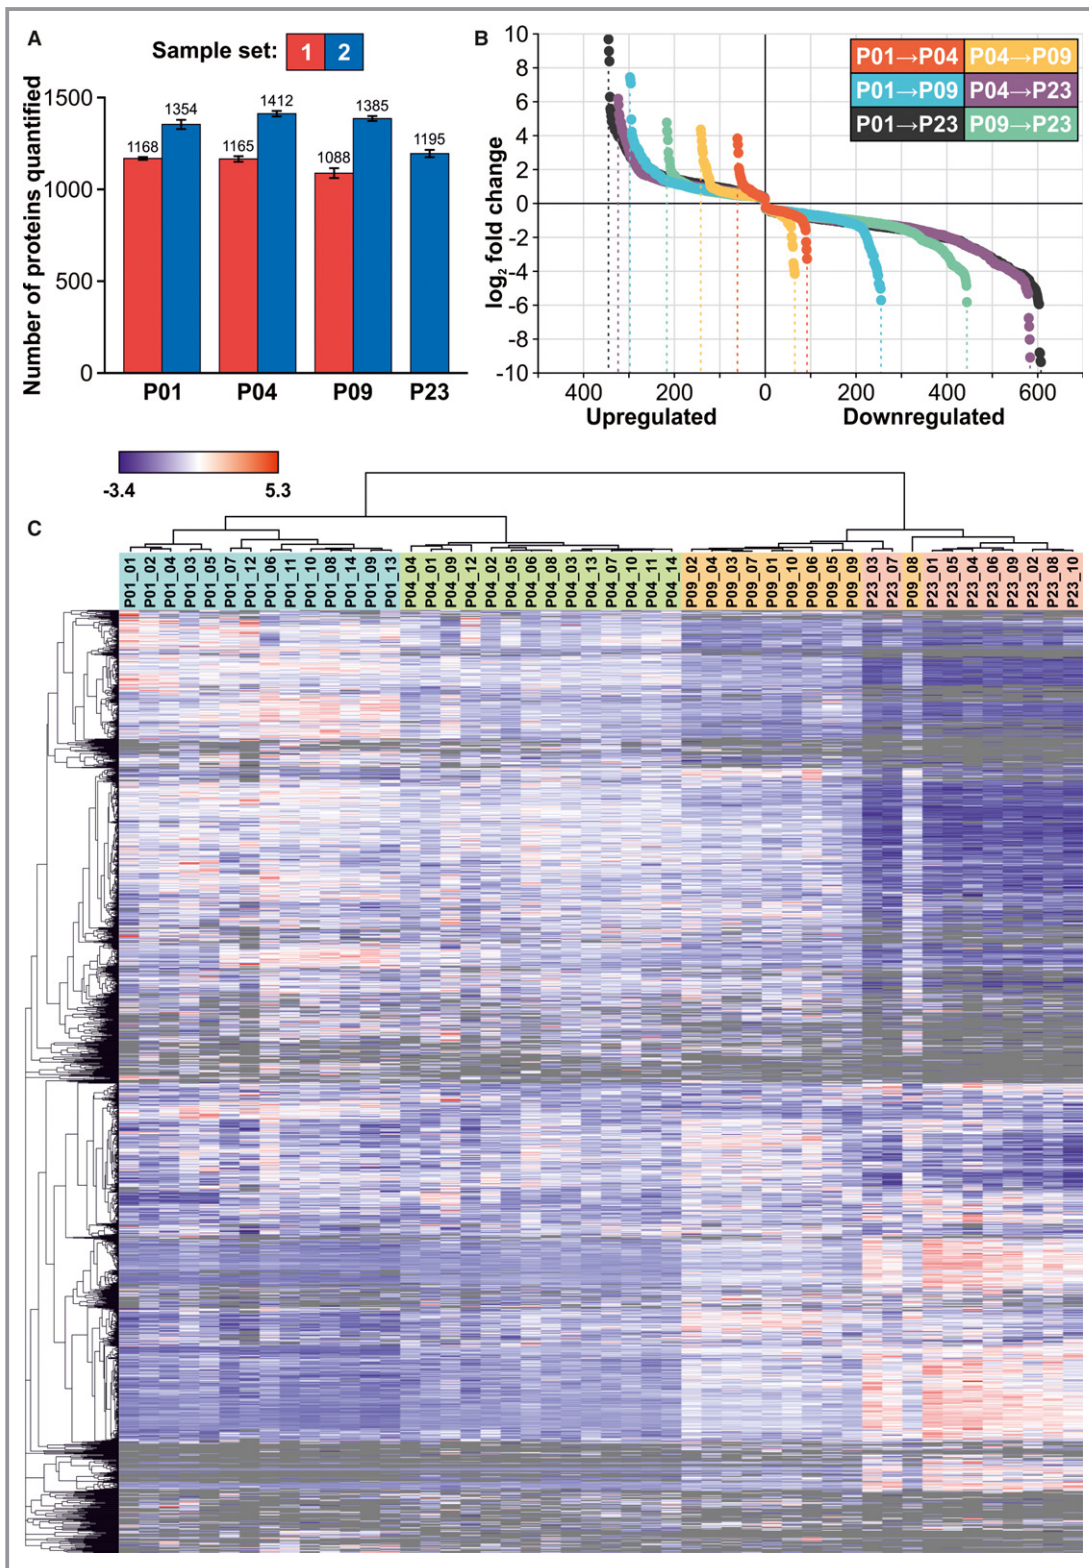 A
Sample set: 1 2
Number of proteins quantified
1500
1000
500
0
1168
1354
1165
1412
1088
1385
1195
P01
P04
P09
P23
B
log₂ fold change
10
8
6
4
2
0
-2
-4
-6
-8
-10
P01→P04 P04→P09
P01→P09 P04→P23
P01→P23 P09→P23
400 200 0 200 400 600
Upregulated Downregulated
-3.4 5.3
C
P01_01
P01_02
P01_04
P01_03
P01_05
P01_07
P01_12
P01_06
P01_11
P01_10
P01_08
P01_14
P01_09
P01_13
P04_04
P04_01
P04_09
P04_12
P04_02
P04_05
P04_06
P04_08
P04_03
P04_13
P04_07
P04_10
P04_11
P04_14
P09_02
P09_04
P09_03
P09_07
P09_01
P09_10
P09_06
P09_05
P09_09
P23_03
P23_07
P09_08
P23_01
P23_05
P23_04
P23_06
P23_09
P23_02
P23_08
P23_10